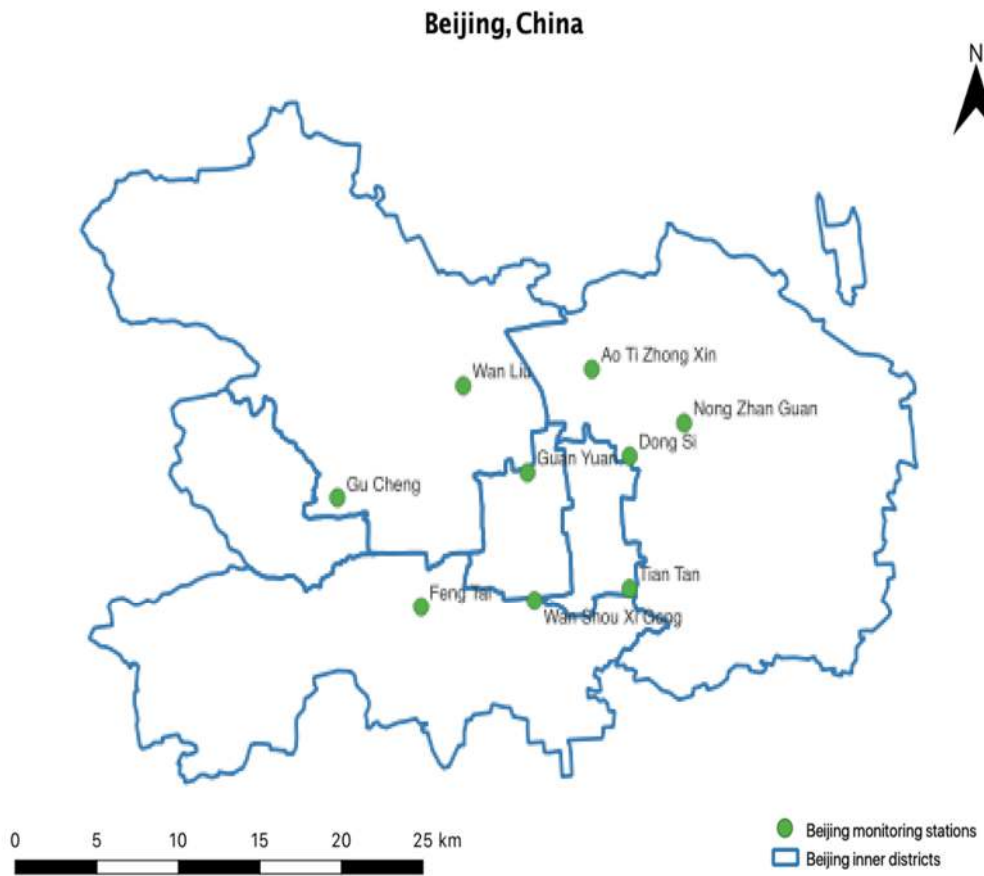 Beijing, China
N
Ao Ti Zhong Xin
Wan Liu
Nong Zhan Guan
Dong Si
Guan Yuan
Gu Cheng
Tian Tan
Feng Tai
Wan Shou Xi Gong
0 5 10 15 20 25 km
Beijing monitoring stations
Beijing inner districts